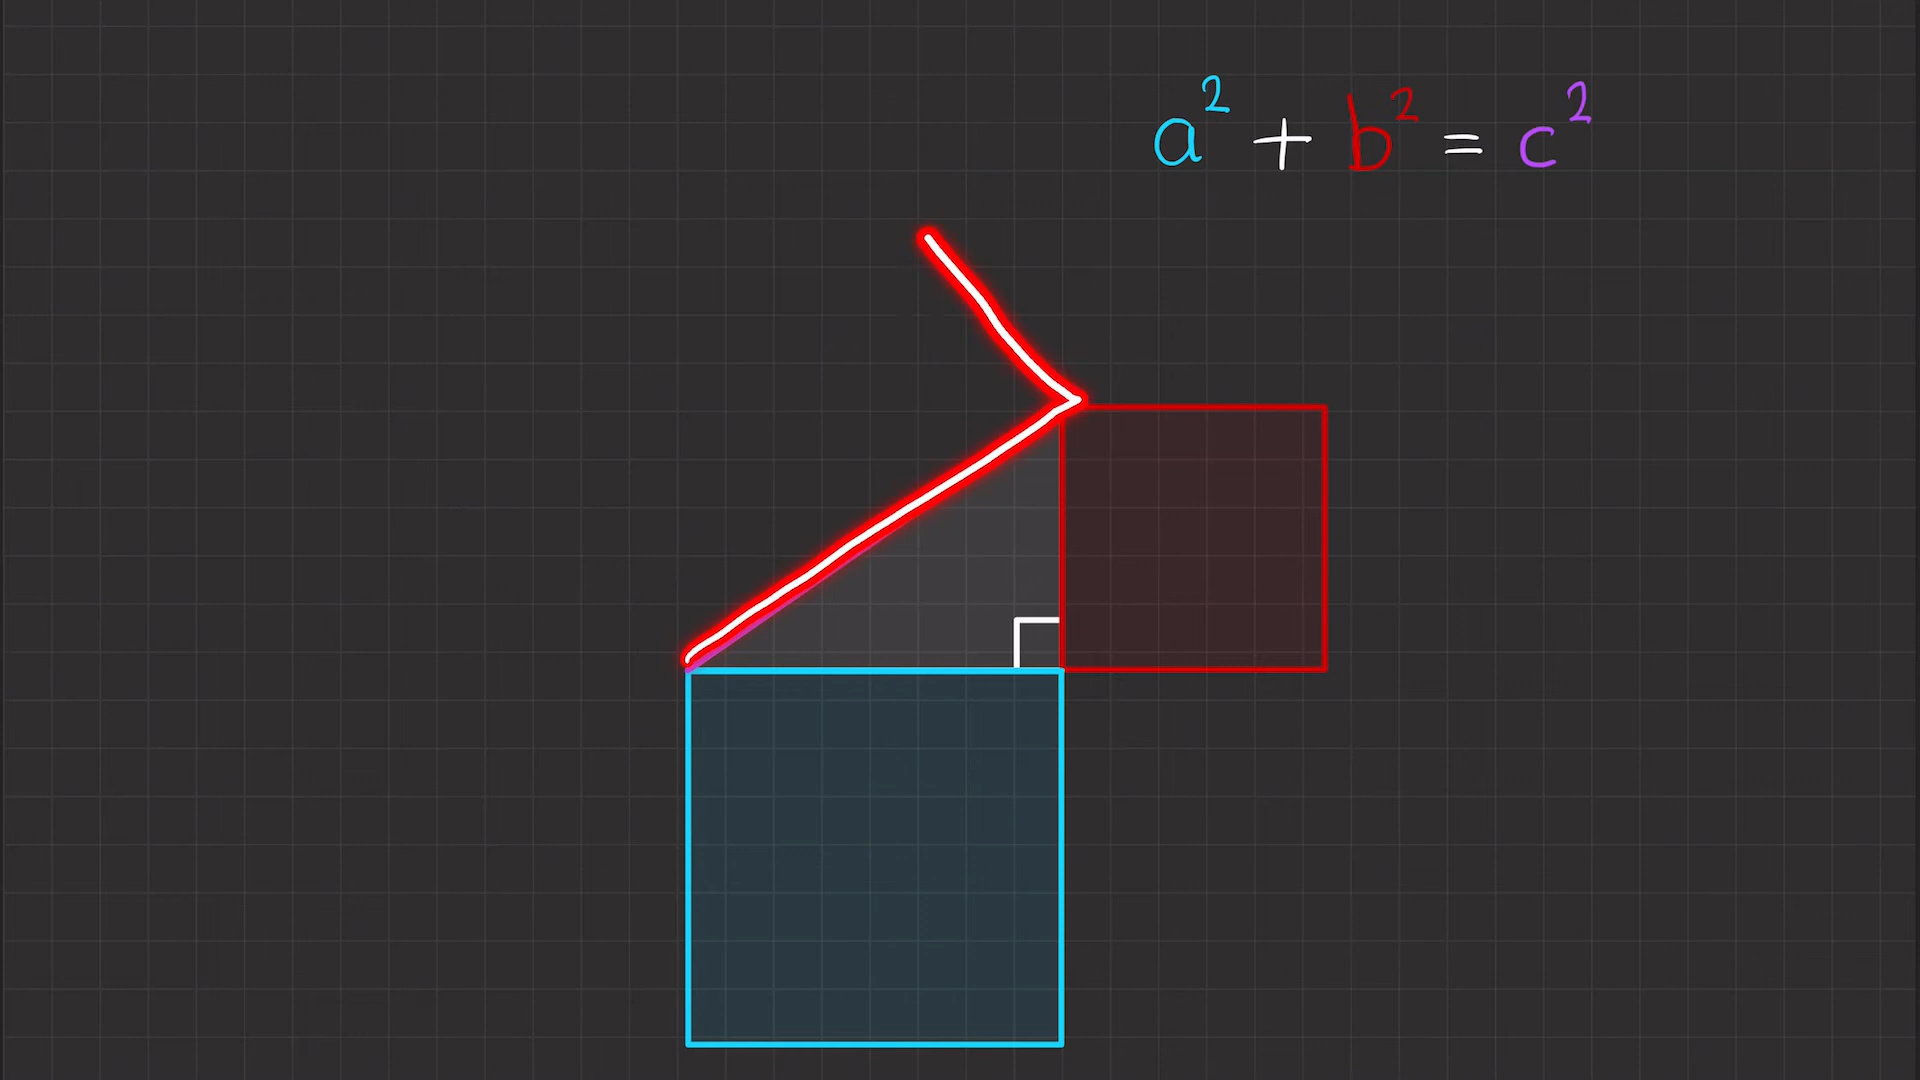 a² + b² = c²